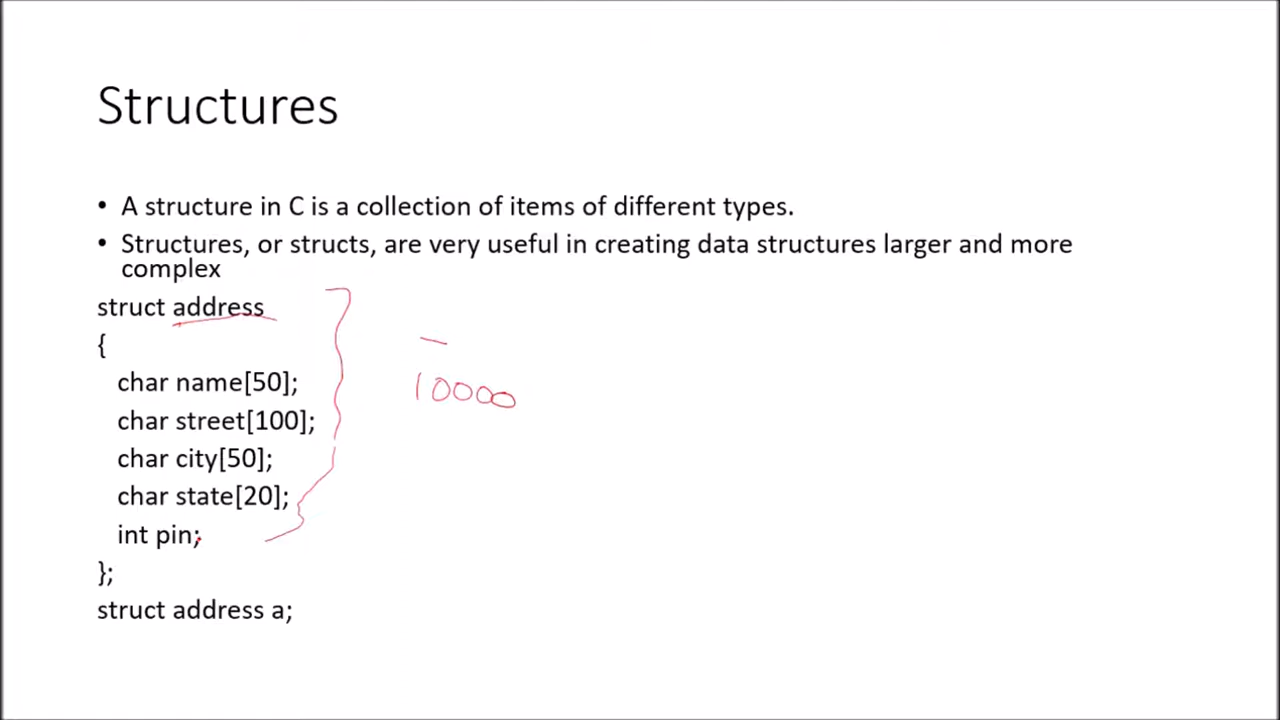 Structures
• A structure in C is a collection of items of different types.
• Structures, or structs, are very useful in creating data structures larger and more
complex
struct address
{
char name[50];
10000
char street[100];
char city[50];
char state[20];
int pin;
};
struct address a;